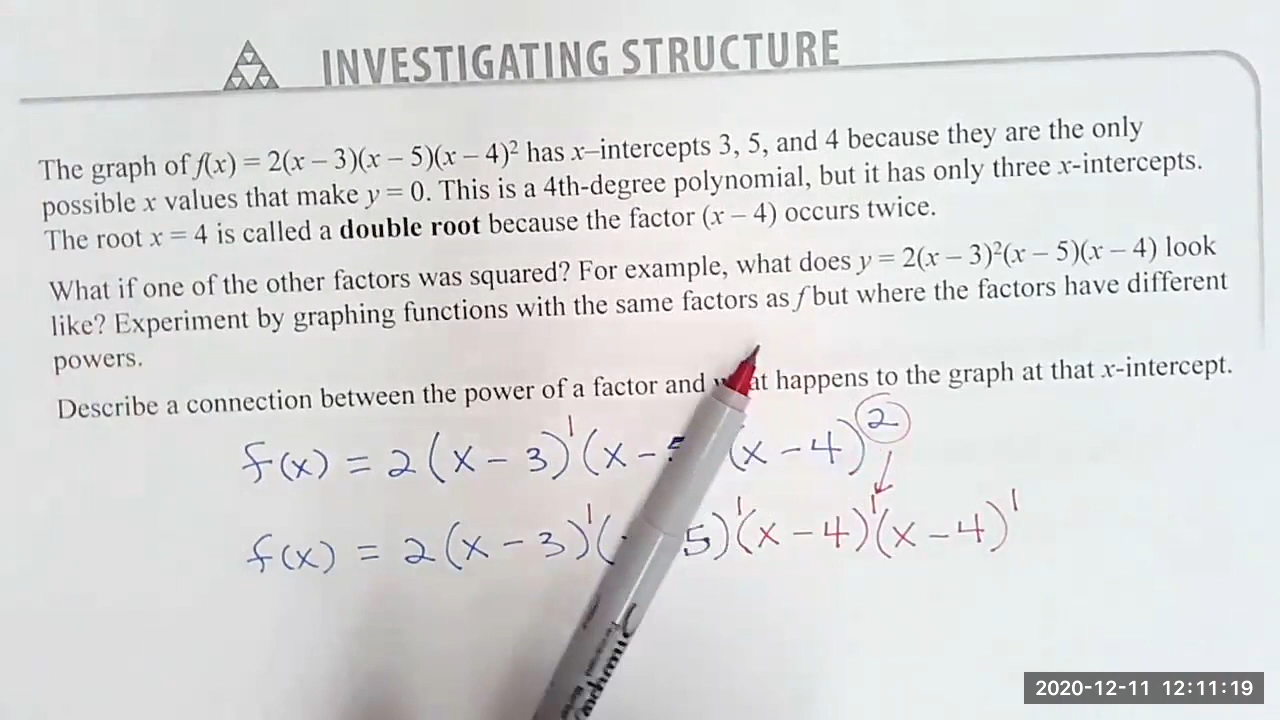 INVESTIGATING STRUCTURE
The graph of f(x) = 2(x – 3)(x – 5)(x – 4)² has x–intercepts 3, 5, and 4 because they are the only
possible x values that make y = 0. This is a 4th-degree polynomial, but it has only three x-intercepts.
The root x = 4 is called a double root because the factor (x – 4) occurs twice.
What if one of the other factors was squared? For example, what does y = 2(x – 3)²(x – 5)(x – 4) look
like? Experiment by graphing functions with the same factors as f but where the factors have different
powers.
Describe a connection between the power of a factor and at happens to the graph at that x-intercept.
f(x) = 2(x – 3)¹(x – (x – 4)²
f(x) = 2(x – 3)¹( 5)¹(x – 4)¹(x – 4)¹
Sharpie
2020-12-11 12:11:19